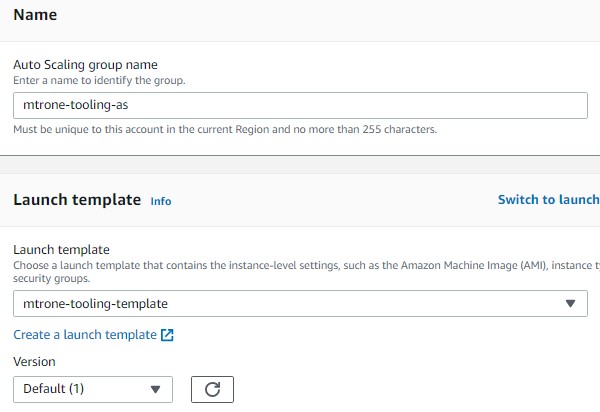 Name
Auto Scaling group name
Enter a name to identify the group.
mtrone-tooling-as
Must be unique to this account in the current Region and no more than 255 characters.
Launch template Info
Switch to launch
Launch template
Choose a launch template that contains the instance-level settings, such as the Amazon Machine Image (AMI), instance
security groups.
mtrone-tooling-template
Create a launch template
Version
Default (1)